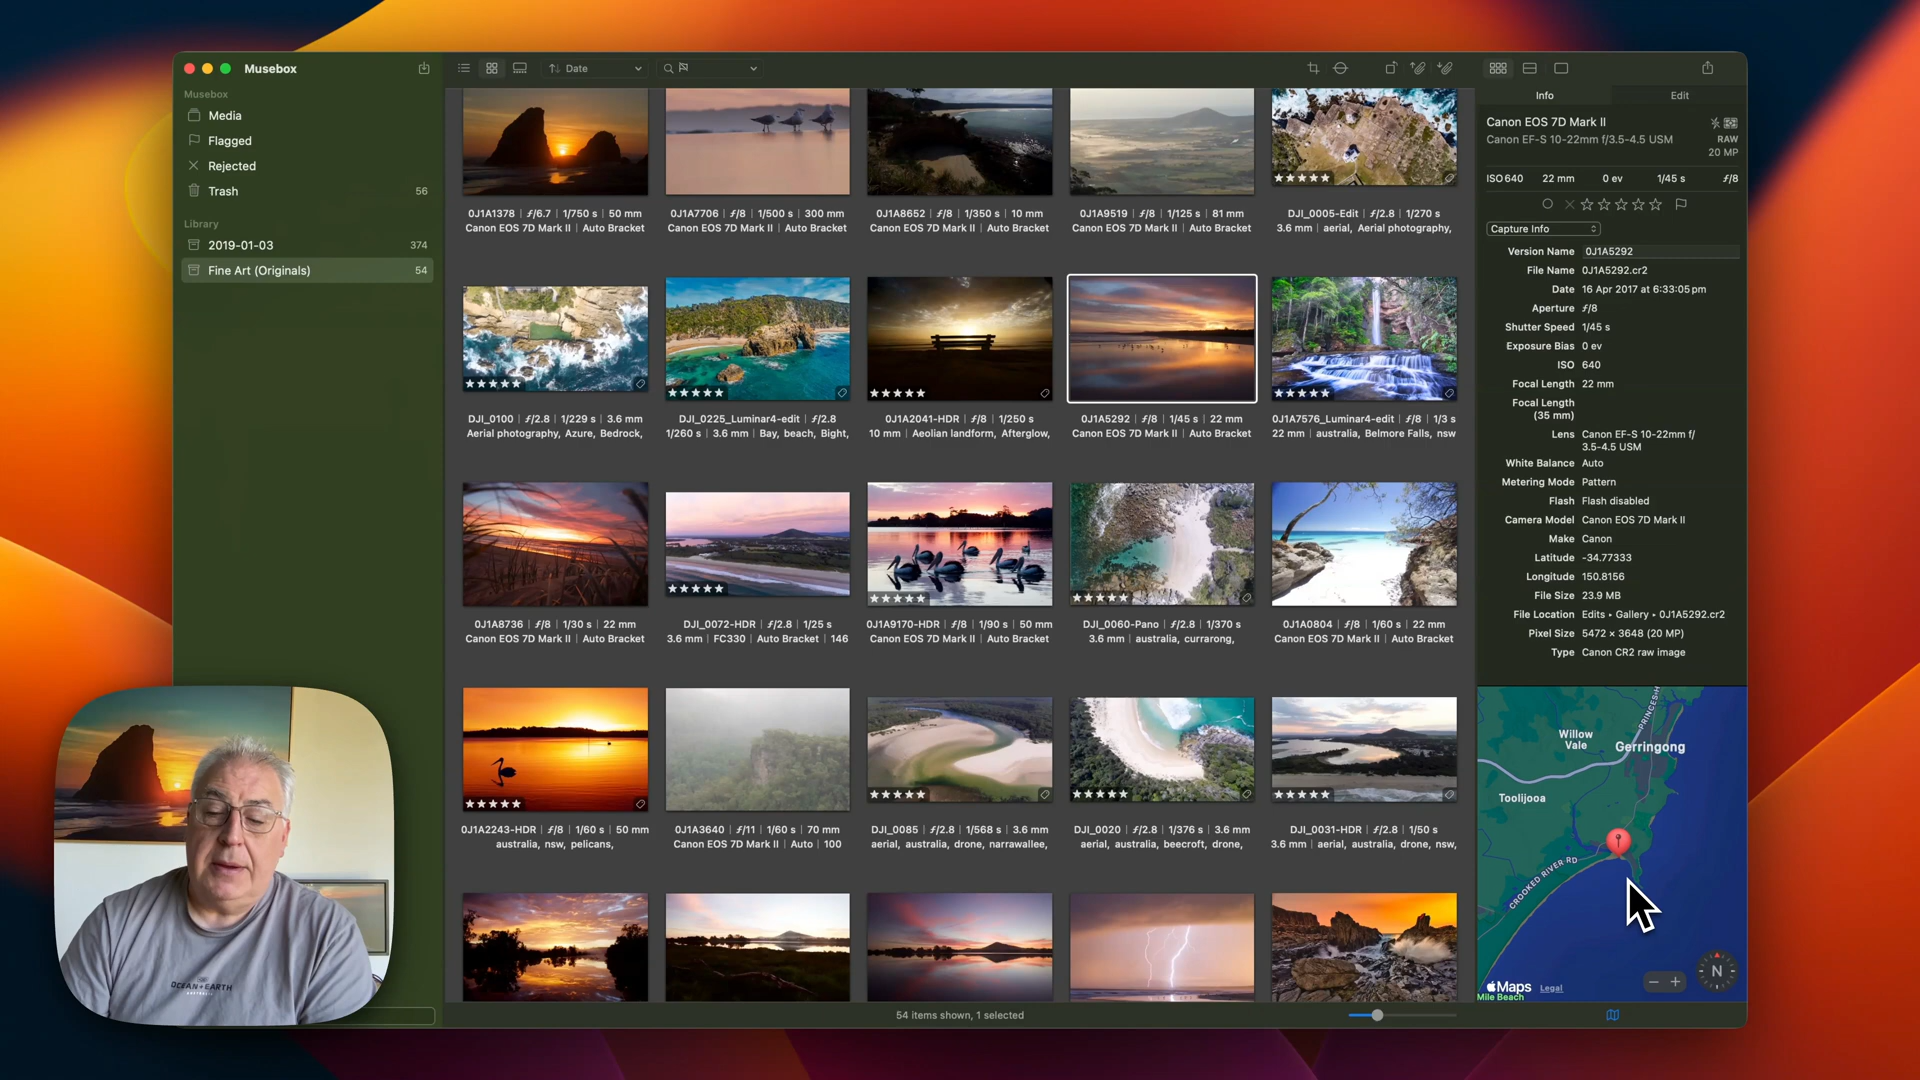 Musebox
Date
Musebox
Media
Flagged
Rejected
Trash 56
Library
2019-01-03 374
Fine Art (Originals) 54
0J1A1378 | ƒ/6.7 | 1/750 s | 50 mm
Canon EOS 7D Mark II | Auto Bracket
0J1A7706 | ƒ/8 | 1/500 s | 300 mm
Canon EOS 7D Mark II | Auto Bracket
0J1A8652 | ƒ/8 | 1/350 s | 10 mm
Canon EOS 7D Mark II | Auto Bracket
0J1A9519 | ƒ/8 | 1/125 s | 81 mm
Canon EOS 7D Mark II | Auto Bracket
DJI_0005-Edit | ƒ/2.8 | 1/270 s
3.6 mm | aerial, Aerial photography,
DJI_0100 | ƒ/2.8 | 1/229 s | 3.6 mm
Aerial photography, Azure, Bedrock,
DJI_0225_Luminar4-edit | ƒ/2.8
1/260 s | 3.6 mm | Bay, beach, Bight,
0J1A2041-HDR | ƒ/8 | 1/250 s
10 mm | Aeolian landform, Afterglow,
0J1A5292 | ƒ/8 | 1/45 s | 22 mm
Canon EOS 7D Mark II | Auto Bracket
0J1A7576_Luminar4-edit | ƒ/8 | 1/3 s
22 mm | australia, Belmore Falls, nsw
0J1A8736 | ƒ/8 | 1/30 s | 22 mm
Canon EOS 7D Mark II | Auto Bracket
DJI_0072-HDR | ƒ/2.8 | 1/25 s
3.6 mm | FC330 | Auto Bracket | 146
0J1A9170-HDR | ƒ/8 | 1/90 s | 50 mm
Canon EOS 7D Mark II | Auto Bracket
DJI_0060-Pano | ƒ/2.8 | 1/370 s
3.6 mm | australia, currarong,
0J1A0804 | ƒ/8 | 1/60 s | 22 mm
Canon EOS 7D Mark II | Auto Bracket
0J1A2243-HDR | ƒ/8 | 1/60 s | 50 mm
australia, nsw, pelicans,
0J1A3640 | ƒ/11 | 1/60 s | 70 mm
Canon EOS 7D Mark II | Auto | 100
DJI_0085 | ƒ/2.8 | 1/568 s | 3.6 mm
aerial, australia, drone, narrawallee,
DJI_0020 | ƒ/2.8 | 1/376 s | 3.6 mm
aerial, australia, beecroft, drone,
DJI_0031-HDR | ƒ/2.8 | 1/50 s
3.6 mm | aerial, australia, drone, nsw,
54 items shown, 1 selected
Info Edit
Canon EOS 7D Mark II
Canon EF-S 10-22mm f/3.5-4.5 USM RAW
20 MP
ISO 640 22 mm 0 ev 1/45 s ƒ/8
Capture Info
Version Name 0J1A5292
File Name 0J1A5292.cr2
Date 16 Apr 2017 at 6:33:05 pm
Aperture ƒ/8
Shutter Speed 1/45 s
Exposure Bias 0 ev
ISO 640
Focal Length 22 mm
Focal Length
(35 mm)
Lens Canon EF-S 10-22mm f/
3.5-4.5 USM
White Balance Auto
Metering Mode Pattern
Flash Flash disabled
Camera Model Canon EOS 7D Mark II
Make Canon
Latitude -34.77333
Longitude 150.8156
File Size 23.9 MB
File Location Edits ▸ Gallery ▸ 0J1A5292.cr2
Pixel Size 5472 × 3648 (20 MP)
Type Canon CR2 raw image
PRINCES H
Willow
Vale
Gerringong
Toolijooa
CROOKED RIVER RD
Maps Legal
Mile Beach
N
OCEAN+EARTH
AUSTRALIA